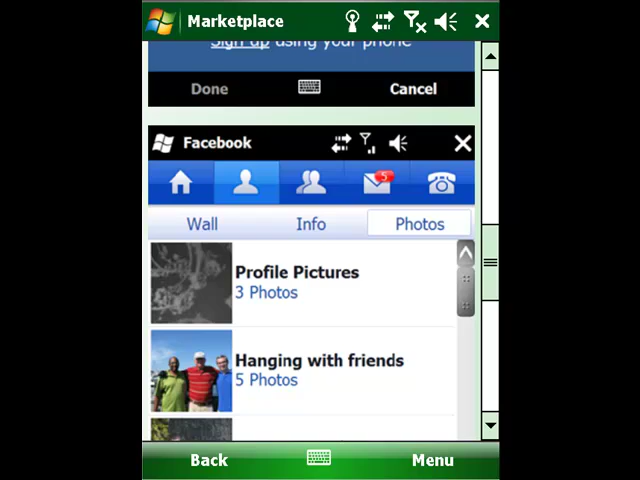 Marketplace
Sign up using your phone
Done Cancel
Facebook
5
Wall Info Photos
Profile Pictures
3 Photos
Hanging with friends
5 Photos
Back Menu